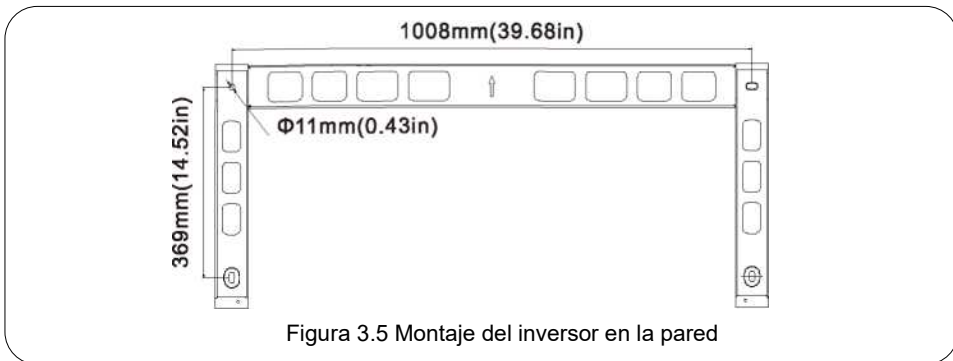 1008mm(39.68in)
Φ11mm(0.43in)
369mm(14.52in)
Figura 3.5 Montaje del inversor en la pared